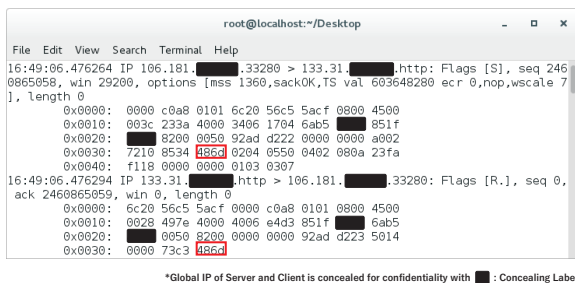 root@localhost:~/Desktop
File Edit View Search Terminal Help
16:49:06.476264 IP 106.181. .33280 > 133.31. .http: Flags [S], seq 246
0865058, win 29200, options [mss 1360,sackOK,TS val 603648280 ecr 0,nop,wscale 7
], length 0
0x0000: 0000 c0a8 0101 6c20 56c5 5acf 0800 4500
0x0010: 003c 233a 4000 3406 1704 6ab5 851f
0x0020: 8200 0050 92ad d222 0000 0000 a002
0x0030: 7210 8534 486d 0204 0550 0402 080a 23fa
0x0040: f118 0000 0000 0103 0307
16:49:06.476294 IP 133.31. .http > 106.181. .33280: Flags [R.], seq 0,
ack 2460865059, win 0, length 0
0x0000: 6c20 56c5 5acf 0000 c0a8 0101 0800 4500
0x0010: 0028 497e 4000 4006 e4d3 851f 6ab5
0x0020: 0050 8200 0000 0000 92ad d223 5014
0x0030: 0000 73c3 486d
*Global IP of Server and Client is concealed for confidentiality with : Concealing Labe